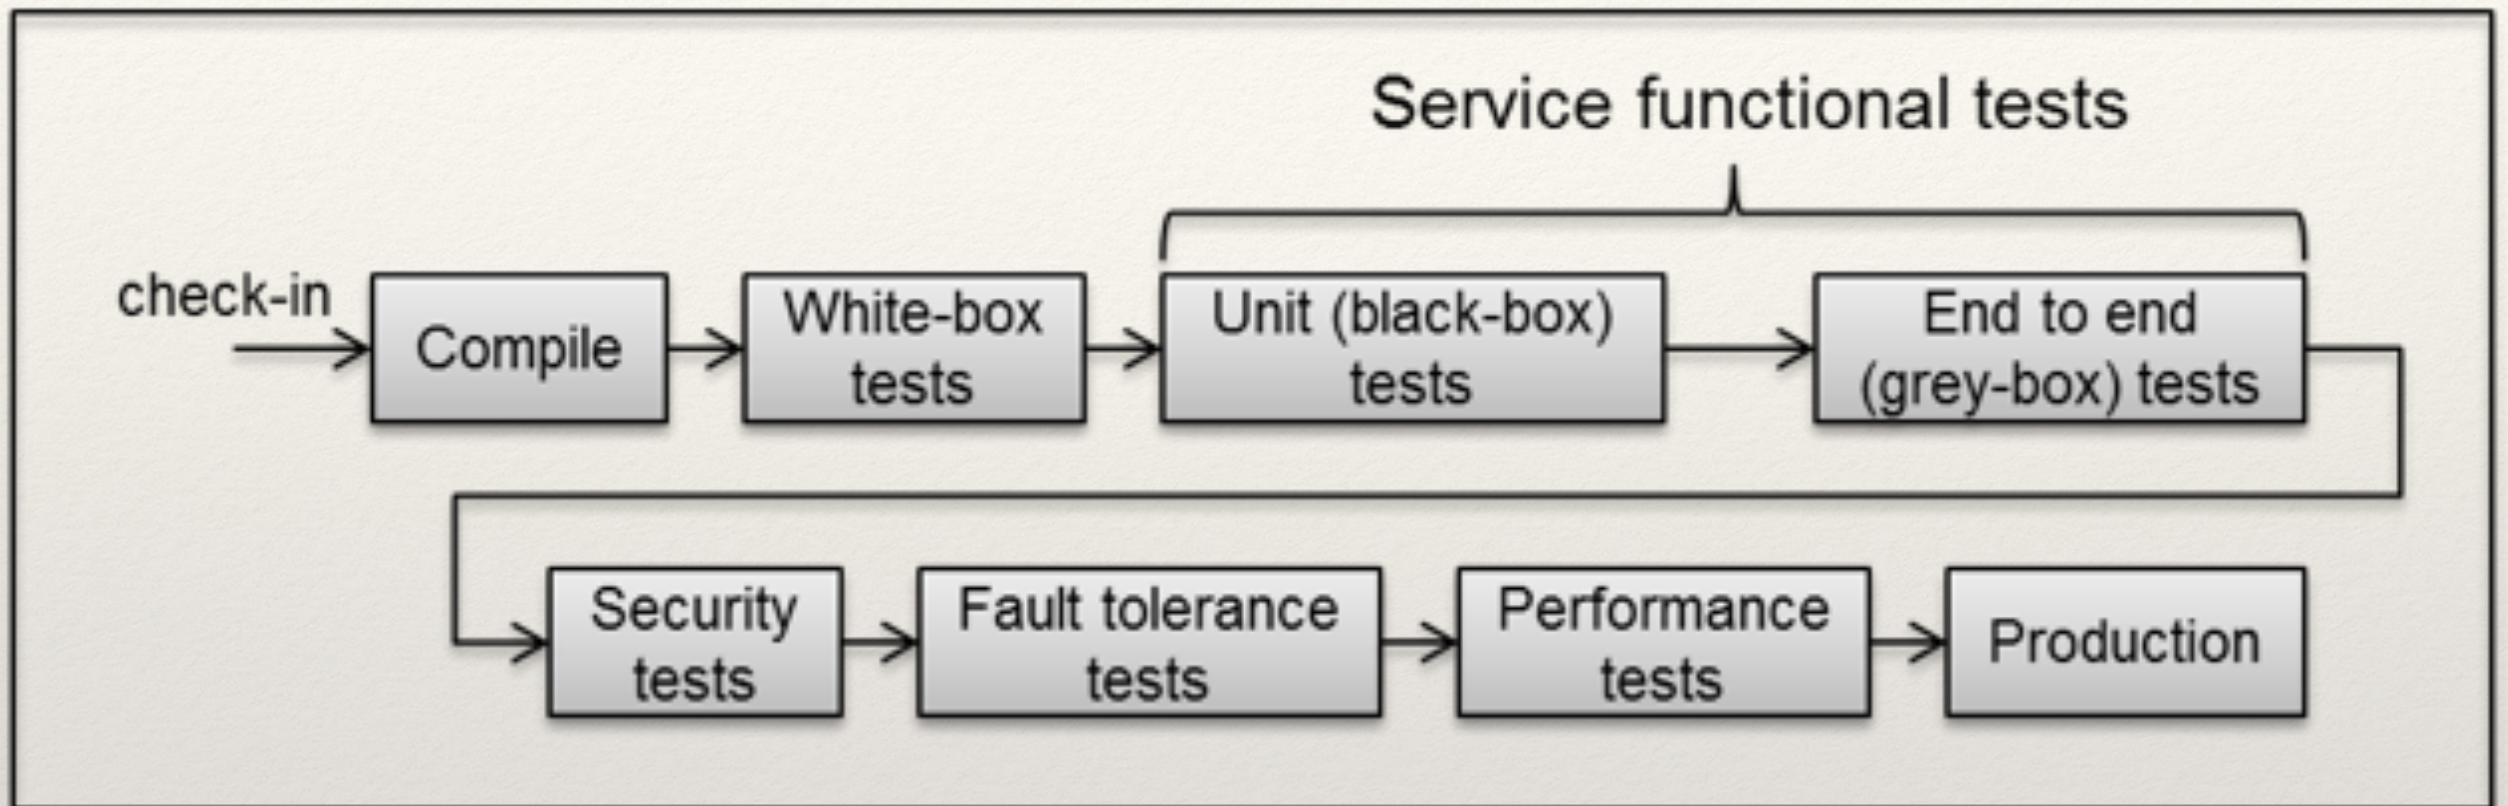 Service functional tests
check-in
Compile
White-box
tests
Unit (black-box)
tests
End to end
(grey-box) tests
Security
tests
Fault tolerance
tests
Performance
tests
Production